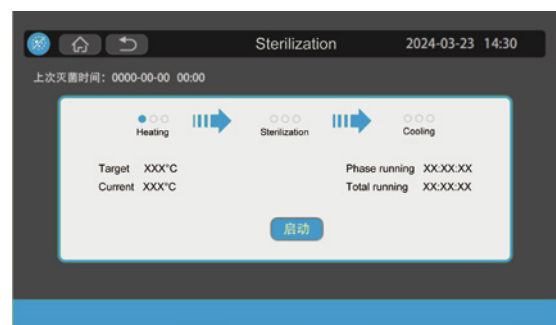 Sterilization 2024-03-23 14:30
上次灭菌时间：0000-00-00 00:00
Heating Sterilization Cooling
Target XXX°C Phase running XX:XX:XX
Current XXX°C Total running XX:XX:XX
启动